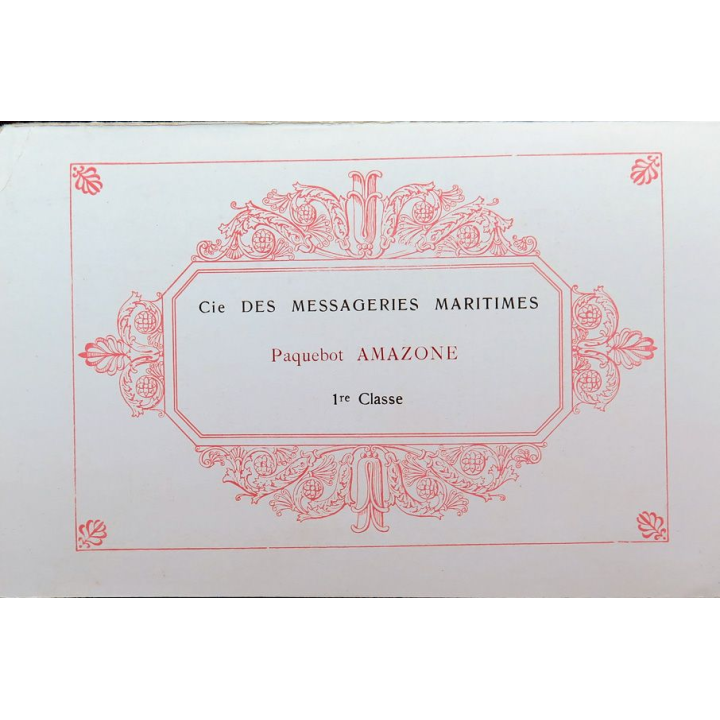 Cie DES MESSAGERIES MARITIMES
Paquebot AMAZONE
1re Classe